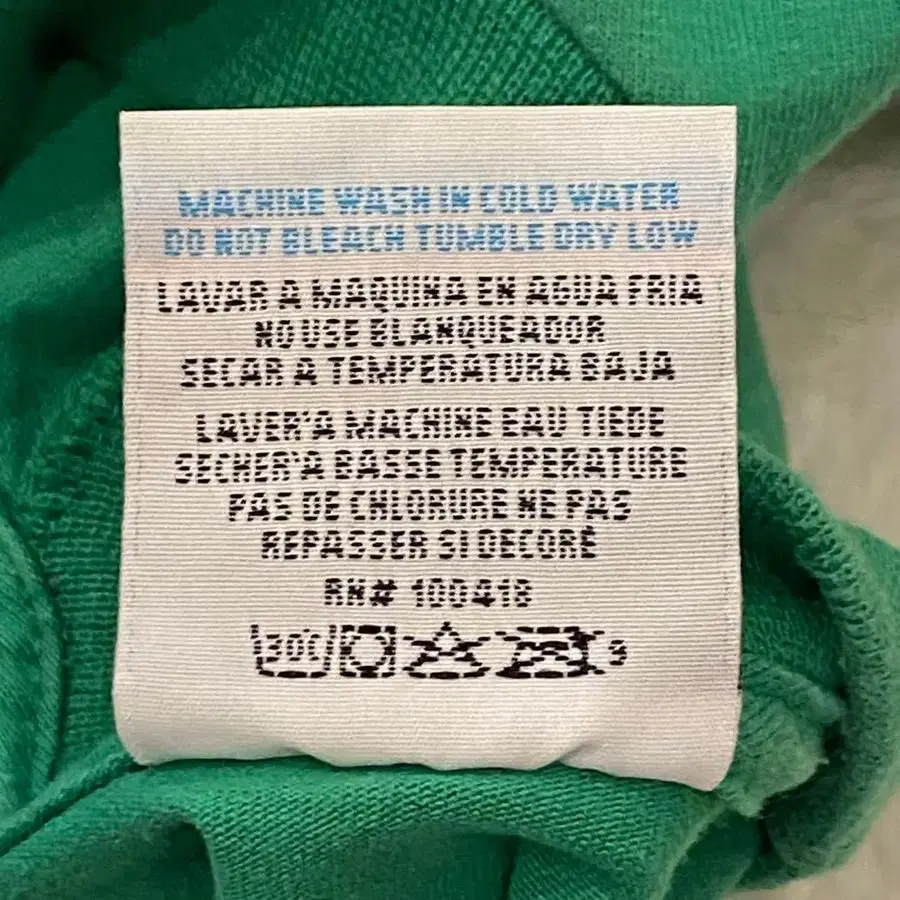 MACHINE WASH IN COLD WATER
DO NOT BLEACH TUMBLE DRY LOW
LAVAR A MAQUINA EN AGUA FRIA
NO USE BLANQUEADOR
SECAR A TEMPERATURA BAJA
LAVER'A MACHINE EAU TIEDE
SECHER'A BASSE TEMPERATURE
PAS DE CHLORURE NE PAS
REPASSER SI DECORÉ
RN# 100418
30C 9